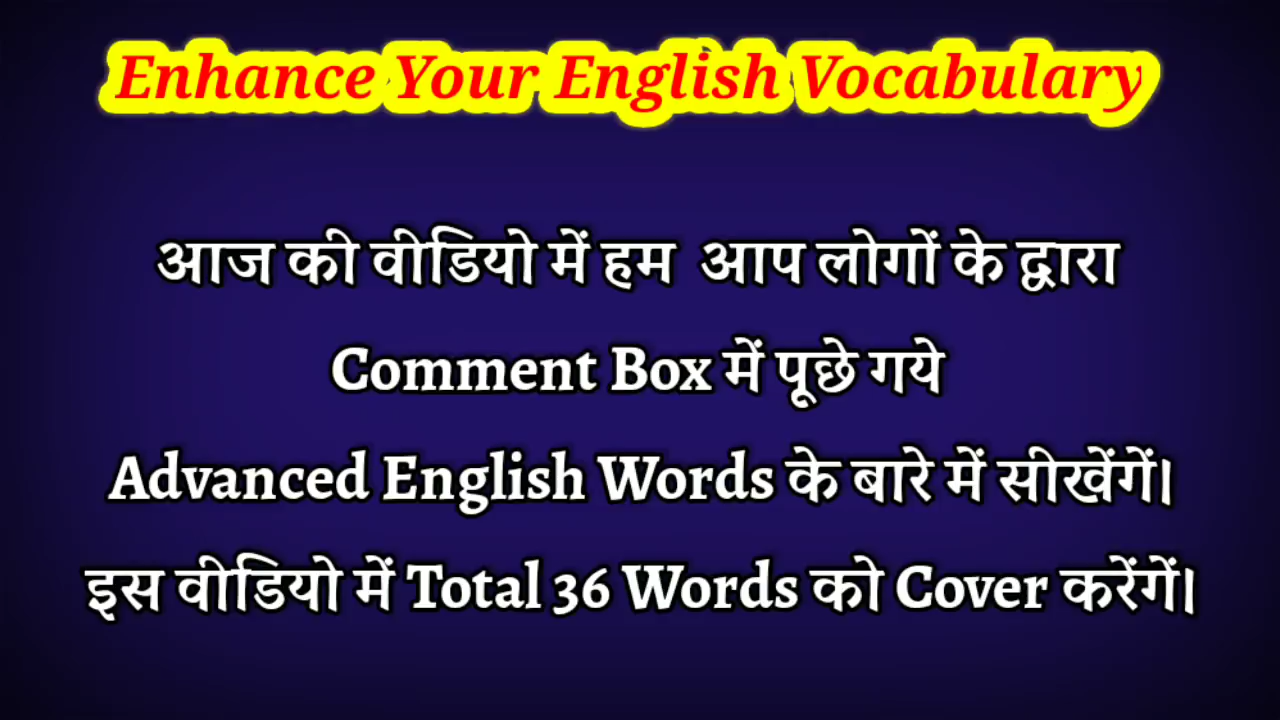 Enhance Your English Vocabulary
आज की वीडियो में हम आप लोगों के द्वारा
Comment Box में पूछे गये
Advanced English Words के बारे में सीखेंगें।
इस वीडियो में Total 36 Words को Cover करेंगें।